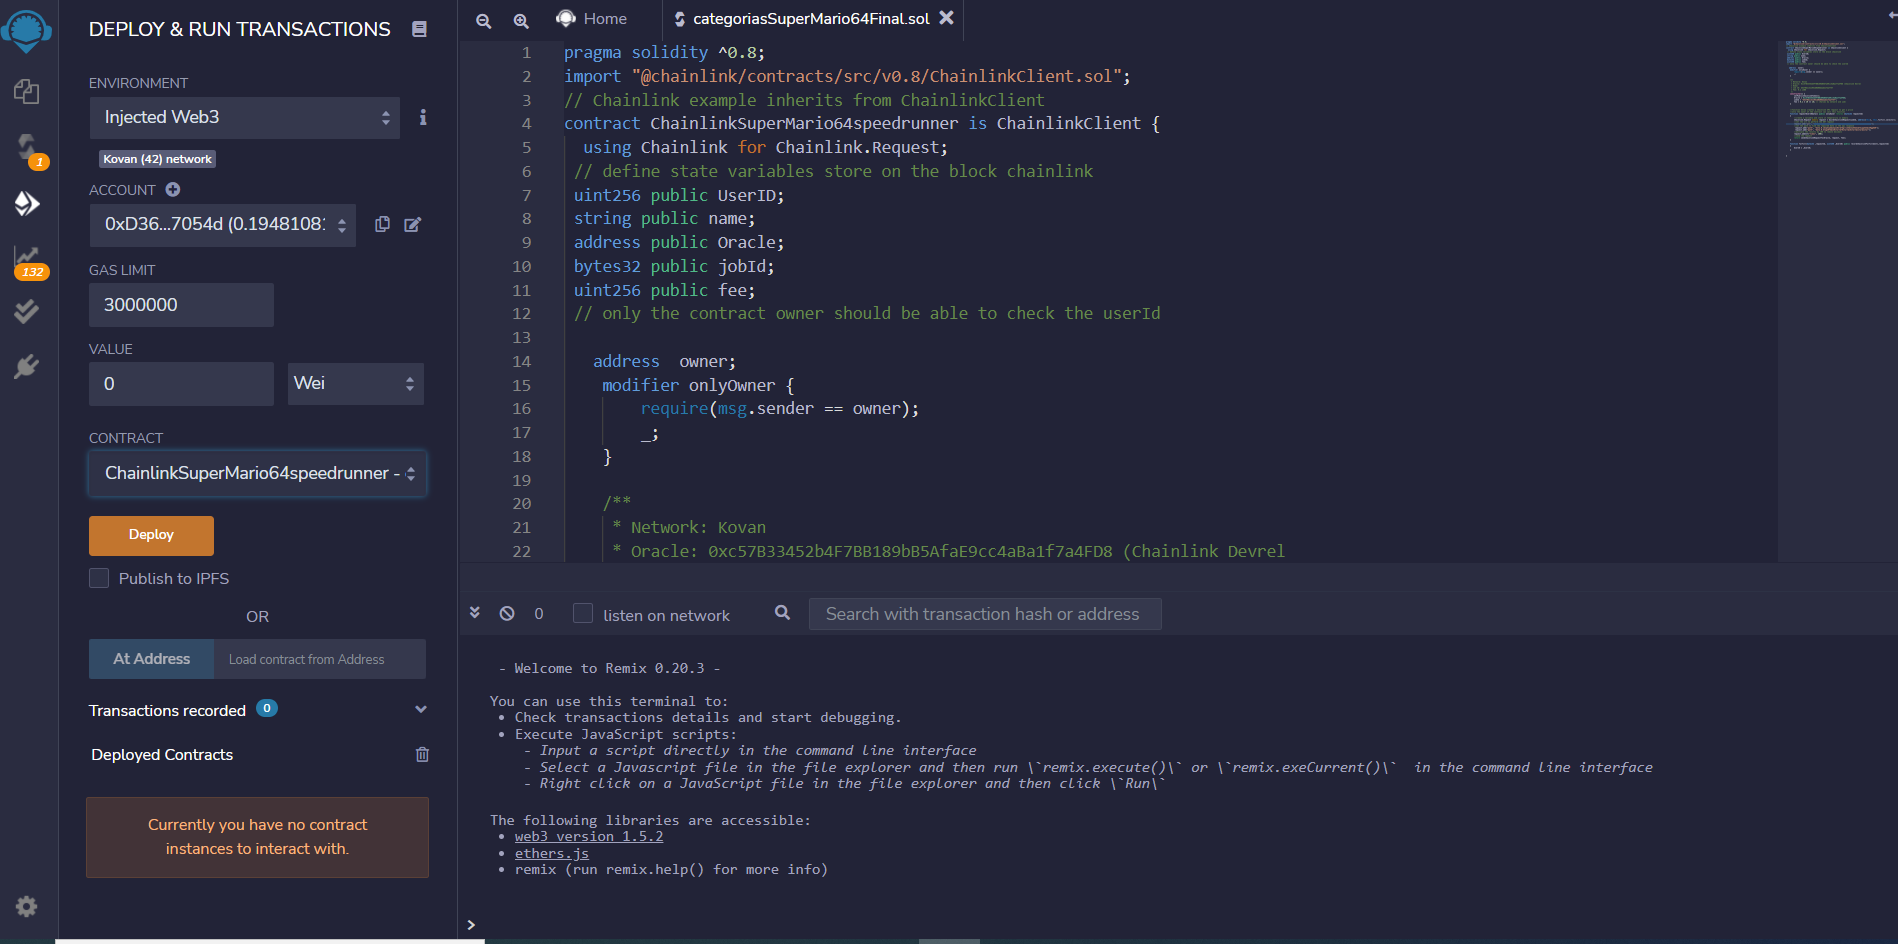 DEPLOY & RUN TRANSACTIONS
ENVIRONMENT
Injected Web3
Kovan (42) network
ACCOUNT
0xD36...7054d (0.1948108
GAS LIMIT
3000000
VALUE
0
Wei
CONTRACT
ChainlinkSuperMario64speedrunner -
Deploy
Publish to IPFS
OR
At Address
Load contract from Address
Transactions recorded 0
Deployed Contracts
Currently you have no contract
instances to interact with.
1
132
Home
categoriasSuperMario64Final.sol
1 pragma solidity ^0.8;
2 import "@chainlink/contracts/src/v0.8/ChainlinkClient.sol";
3 // Chainlink example inherits from ChainlinkClient
4 contract ChainlinkSuperMario64speedrunner is ChainlinkClient {
5 using Chainlink for Chainlink.Request;
6 // define state variables store on the block chainlink
7 uint256 public UserID;
8 string public name;
9 address public Oracle;
10 bytes32 public jobId;
11 uint256 public fee;
12 // only the contract owner should be able to check the userId
13
14 address  owner;
15 modifier onlyOwner {
16 require(msg.sender == owner);
17 _;
18 }
19
20 /**
21 * Network: Kovan
22 * Oracle: 0xc57B33452b4F7BB189bB5AfaE9cc4aBa1f7a4FD8 (Chainlink Devrel
0
listen on network
Search with transaction hash or address
- Welcome to Remix 0.20.3 -
You can use this terminal to:
• Check transactions details and start debugging.
• Execute JavaScript scripts:
- Input a script directly in the command line interface
- Select a Javascript file in the file explorer and then run \`remix.execute()\` or \`remix.exeCurrent()\`  in the command line interface
- Right click on a JavaScript file in the file explorer and then click \`Run\`
The following libraries are accessible:
• web3 version 1.5.2
• ethers.js
• remix (run remix.help() for more info)
>